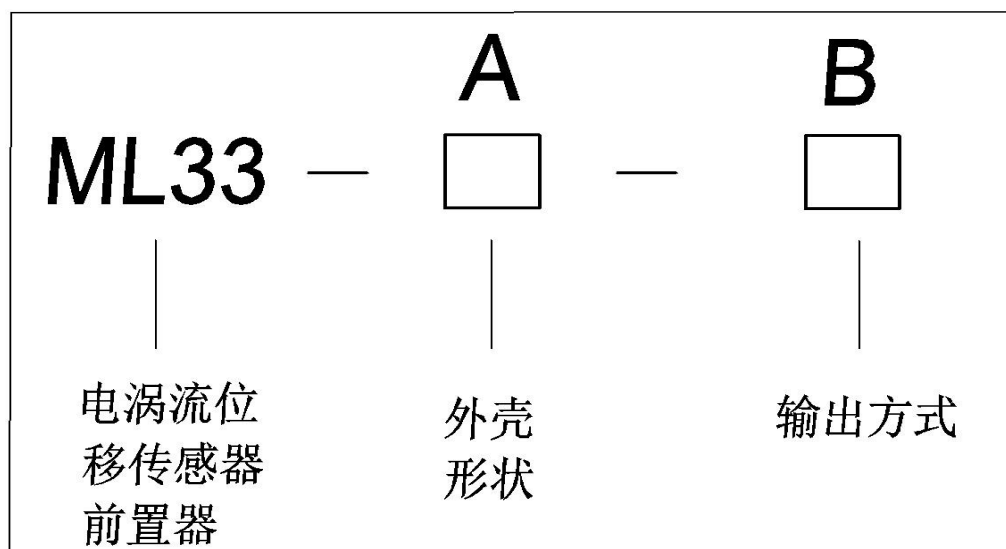 A B
ML33 — □ — □
电涡流位
移传感器
前置器
外壳
形状
输出方式